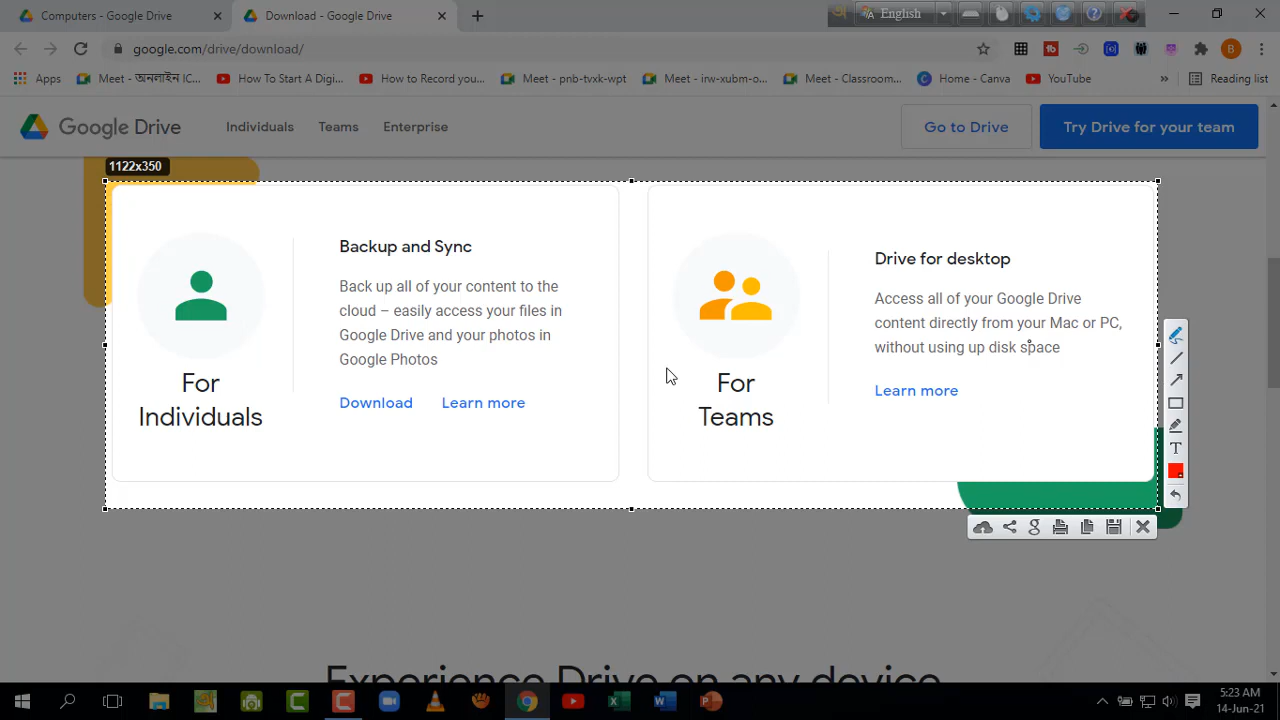 Computers - Google Drive
Download - Google Drive
English
google.com/drive/download/
B
Apps
Meet - অনলাইন IC...
How To Start A Digi...
How to Record you...
Meet - pnb-tvxk-wpt
Meet - irw-xubm-o...
Meet - Classroom...
Home - Canva
YouTube
»
Reading list
Google Drive
Individuals
Teams
Enterprise
Go to Drive
Try Drive for your team
1122x350
For
Individuals
Backup and Sync
Back up all of your content to the
cloud – easily access your files in
Google Drive and your photos in
Google Photos
Download Learn more
For
Teams
Drive for desktop
Access all of your Google Drive
content directly from your Mac or PC,
without using up disk space
Learn more
Experience Drive on any device
5:23 AM
14-Jun-21